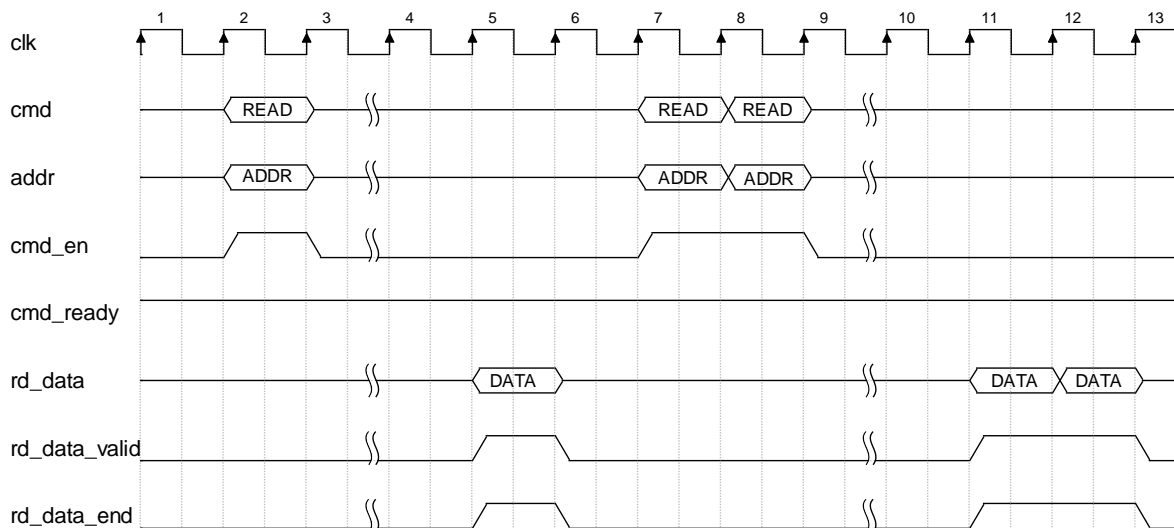 1 2 3 4 5 6 7 8 9 10 11 12 13
clk
cmd READ READ READ
addr ADDR ADDR ADDR
cmd_en
cmd_ready
rd_data DATA DATA DATA
rd_data_valid
rd_data_end